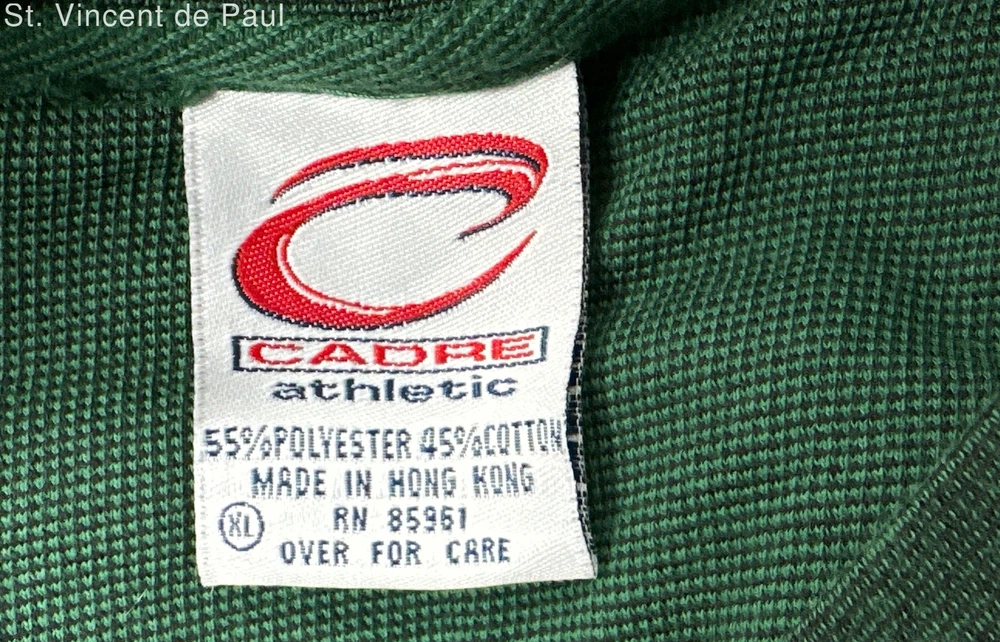 St. Vincent de Paul
CADRE
athletic
55%POLYESTER 45%COTTON
MADE IN HONG KONG
XL RN 85961
OVER FOR CARE